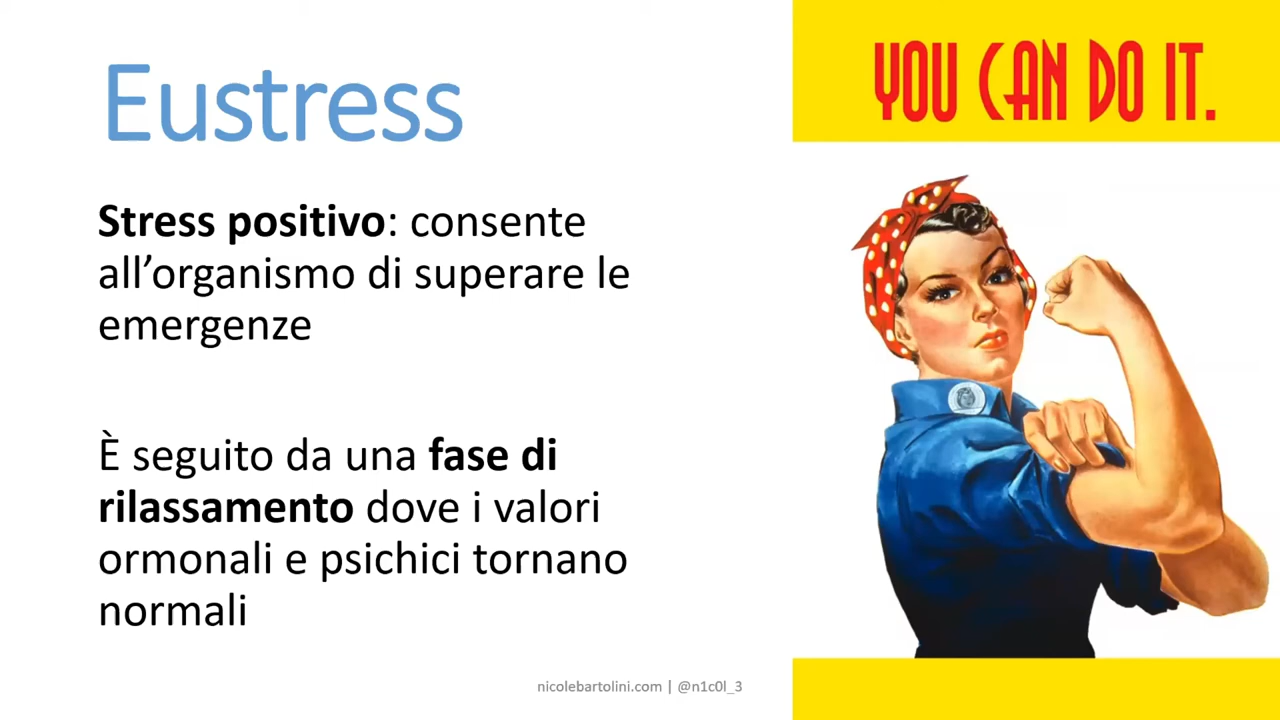 Eustress
YOU CAN DO IT.
Stress positivo: consente
all’organismo di superare le
emergenze
È seguito da una fase di
rilassamento dove i valori
ormonali e psichici tornano
normali
nicolebartolini.com | @n1c0l_3